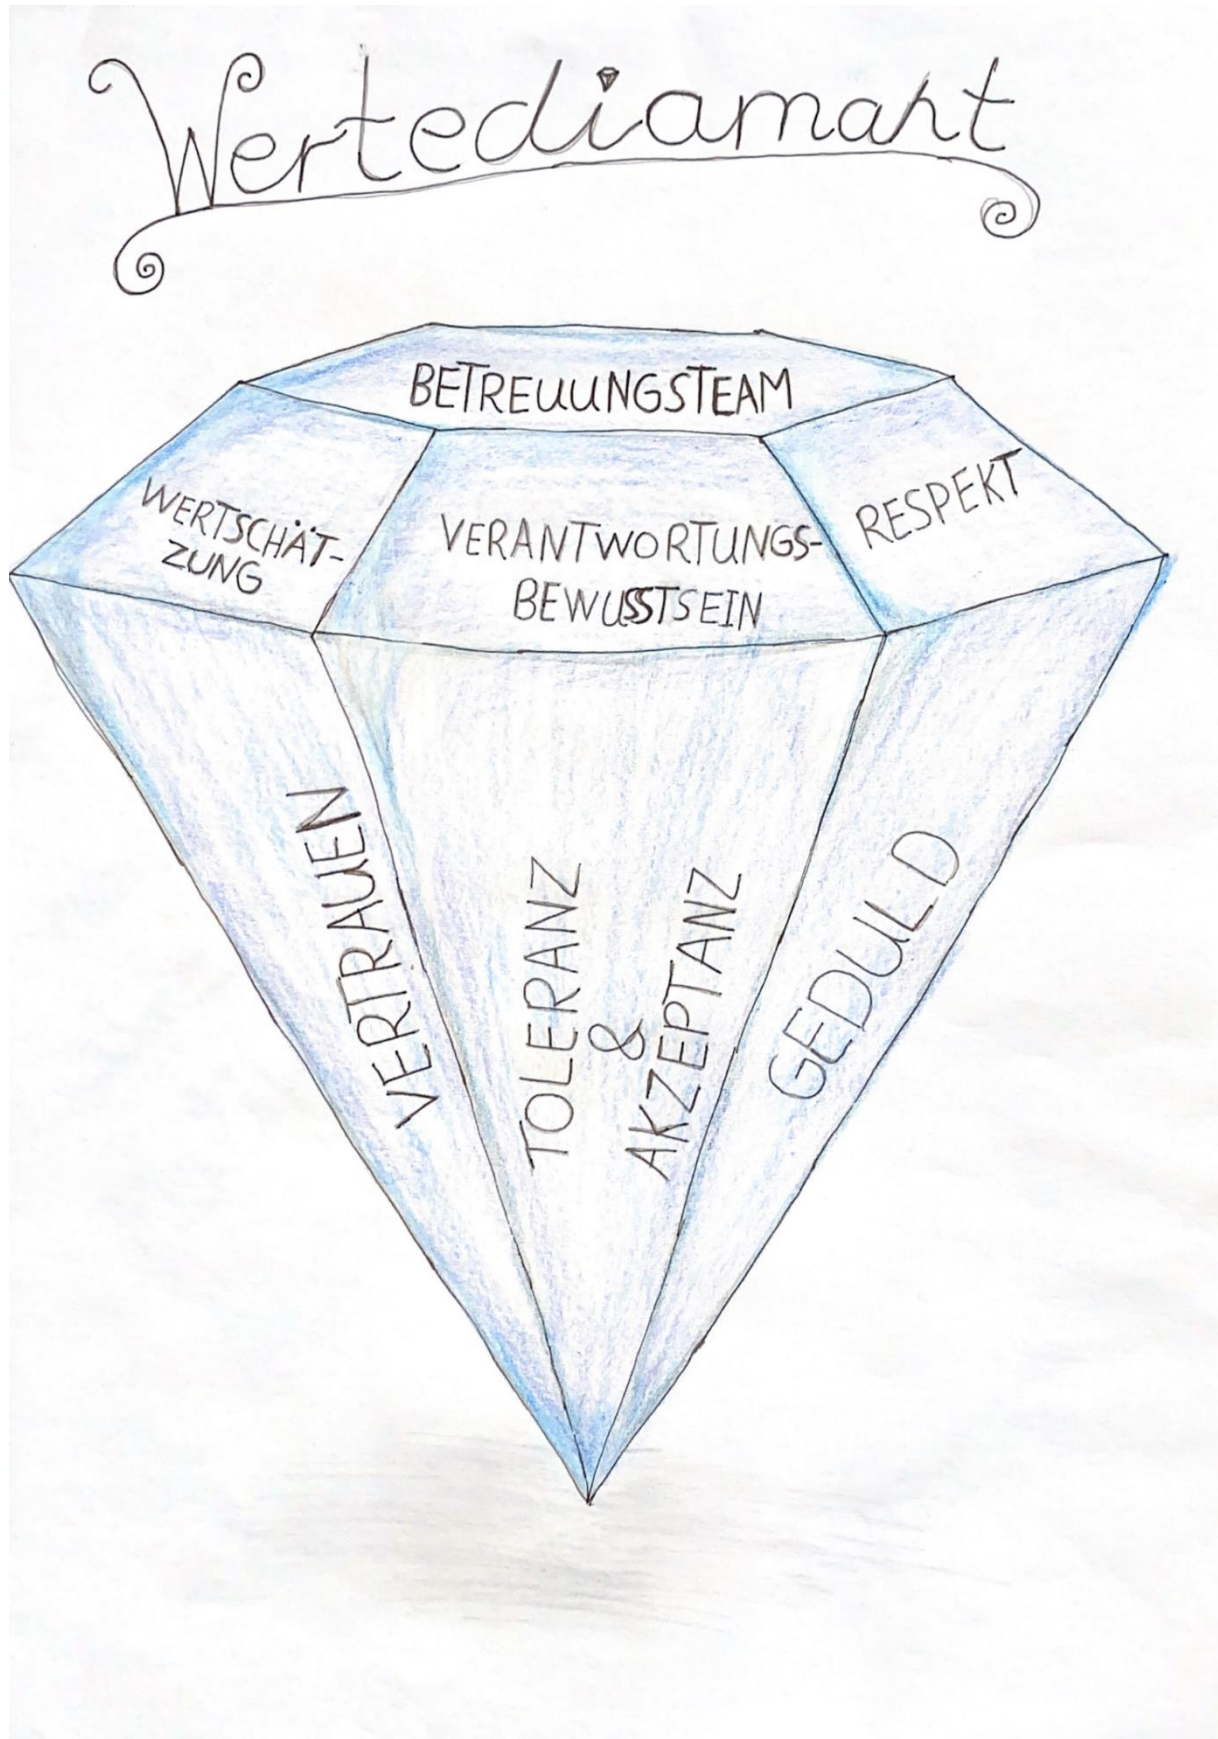 Wertediamant
BETREUUNGSTEAM
WERTSCHÄT-
ZUNG
VERANTWORTUNGS-
BEWUSSTSEIN
RESPEKT
VERTRAUEN
TOLERANZ
&
AKZEPTANZ
GEDULD